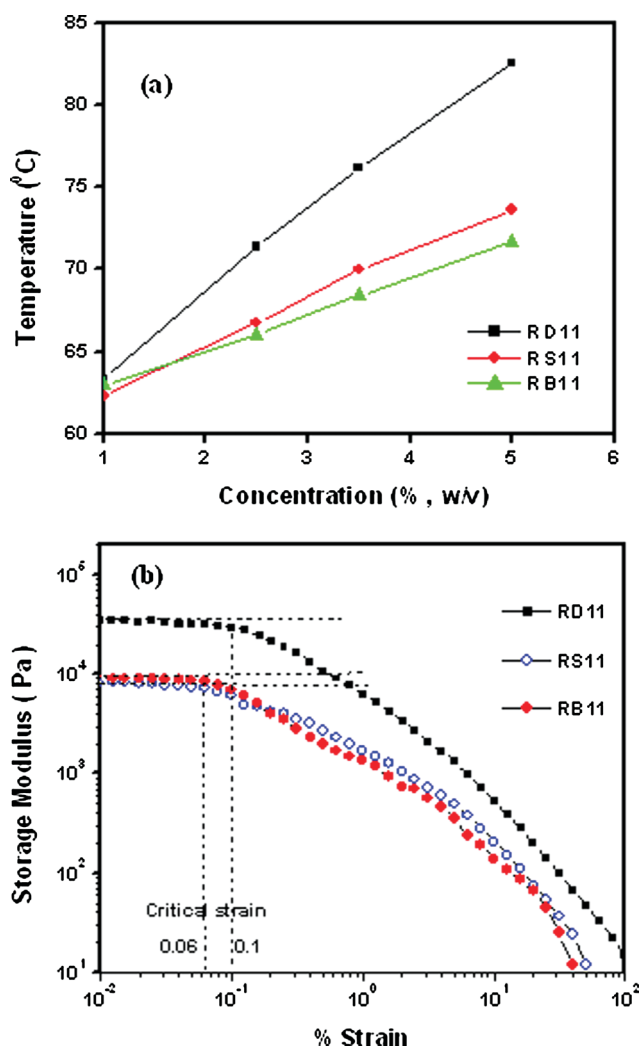 (a)
85
80
75
70
65
60
Temperature (⁰C)
RD11
RS11
RB11
1 2 3 4 5 6
Concentration (% , w/v)
(b)
10⁵
10⁴
10³
10²
10¹
Storage Modulus ( Pa)
RD11
RS11
RB11
Critical strain
0.06 0.1
10⁻² 10⁻¹ 10⁰ 10¹ 10²
% Strain